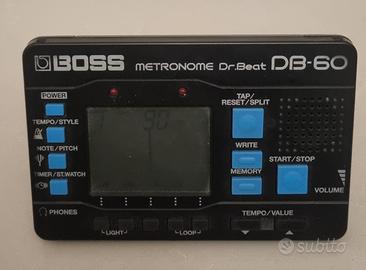 BOSS METRONOME Dr.Beat DB-60
POWER
TAP/
RESET/SPLIT
TEMPO/STYLE
NOTE/PITCH
WRITE
TIMER/ST.WATCH
MEMORY
START/STOP
VOLUME
PHONES
LIGHT
LOOP
TEMPO/VALUE
90
subito